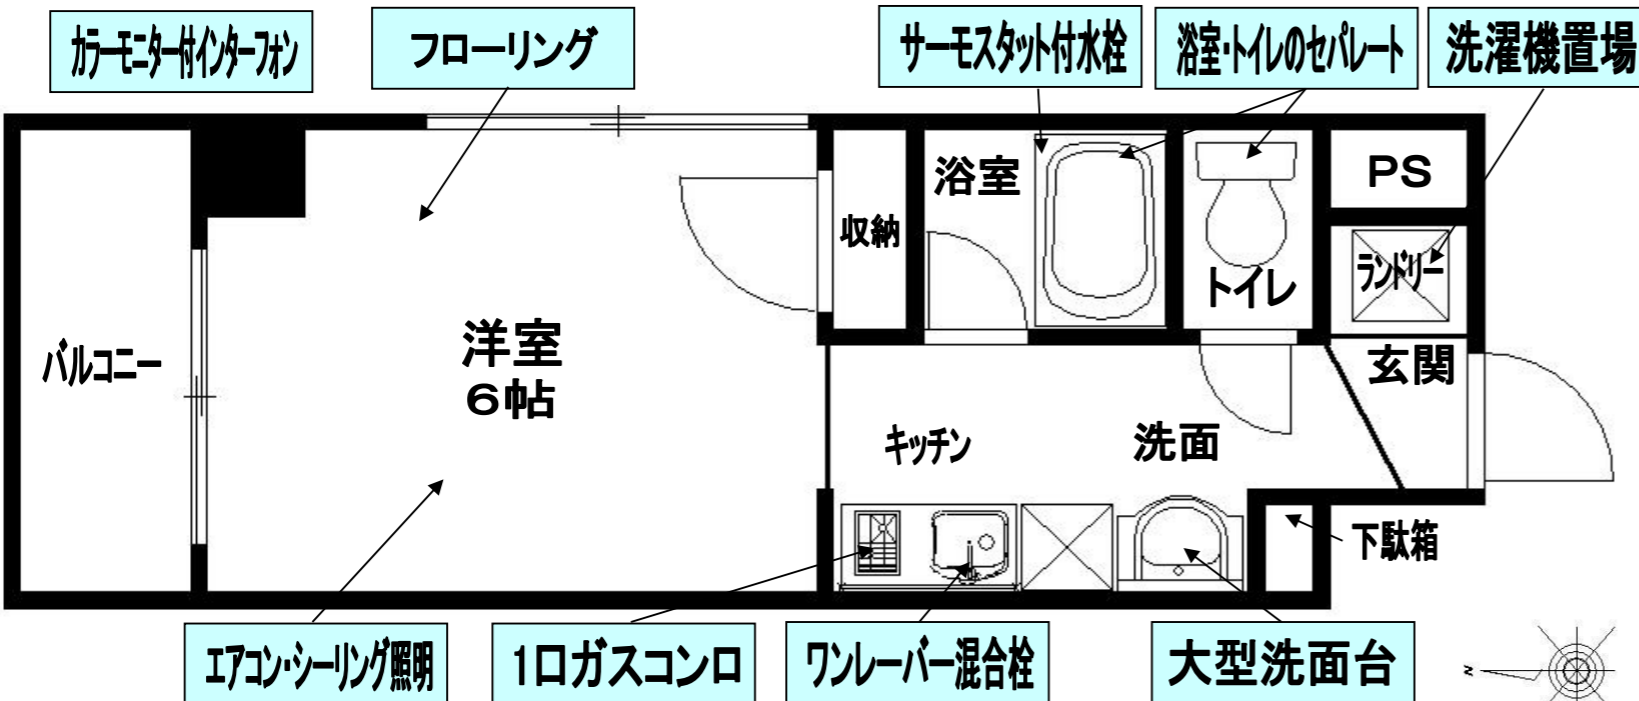 カラーモニター付インターフォン
フローリング
サーモスタット付水栓
浴室・トイレのセパレート
洗濯機置場
浴室
PS
収納
トイレ
ランドリー
バルコニー
洋室
6帖
玄関
キッチン
洗面
下駄箱
エアコン・シーリング照明
1口ガスコンロ
ワンレーバー混合栓
大型洗面台
N